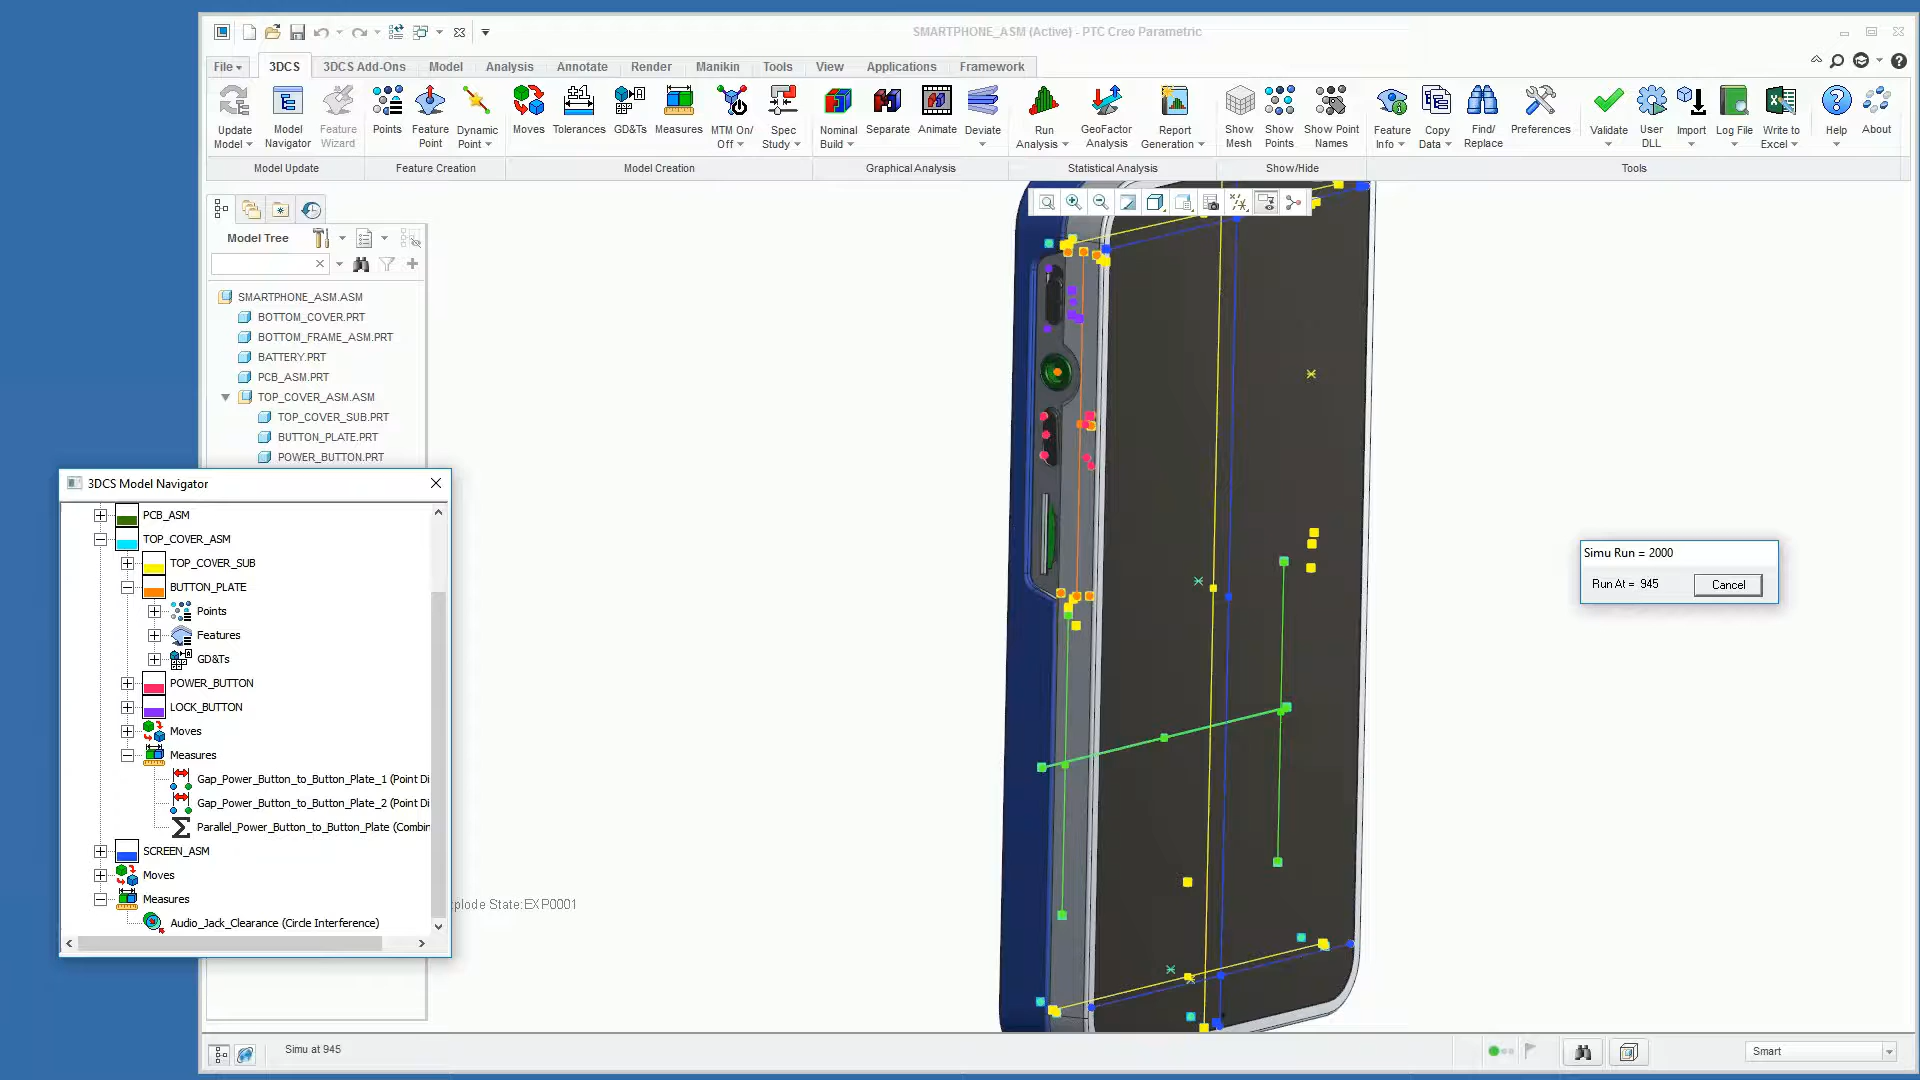 SMARTPHONE_ASM (Active) - PTC Creo Parametric
File 3DCS 3DCS Add-Ons Model Analysis Annotate Render Manikin Tools View Applications Framework
Update Model
Model Navigator
Feature Wizard
Points
Feature Point
Dynamic Point
Moves
Tolerances
GD&Ts
Measures
MTM On/ Off
Spec Study
Nominal Build
Separate
Animate
Deviate
Run Analysis
GeoFactor Analysis
Report Generation
Show Mesh
Show Points
Show Point Names
Feature Info
Copy Data
Find/ Replace
Preferences
Validate
User DLL
Import
Log File
Write to Excel
Help
About
Model Update Feature Creation Model Creation Graphical Analysis Statistical Analysis Show/Hide Tools
Model Tree
SMARTPHONE_ASM.ASM
BOTTOM_COVER.PRT
BOTTOM_FRAME_ASM.PRT
BATTERY.PRT
PCB_ASM.PRT
TOP_COVER_ASM.ASM
TOP_COVER_SUB.PRT
BUTTON_PLATE.PRT
POWER_BUTTON.PRT
3DCS Model Navigator
PCB_ASM
TOP_COVER_ASM
TOP_COVER_SUB
BUTTON_PLATE
Points
Features
GD&Ts
POWER_BUTTON
LOCK_BUTTON
Moves
Measures
Gap_Power_Button_to_Button_Plate_1 (Point Di
Gap_Power_Button_to_Button_Plate_2 (Point Di
Parallel_Power_Button_to_Button_Plate (Combin
SCREEN_ASM
Moves
Measures
Audio_Jack_Clearance (Circle Interference)
plode State:EXP0001
Simu Run = 2000
Run At = 945
Cancel
Simu at 945
Smart